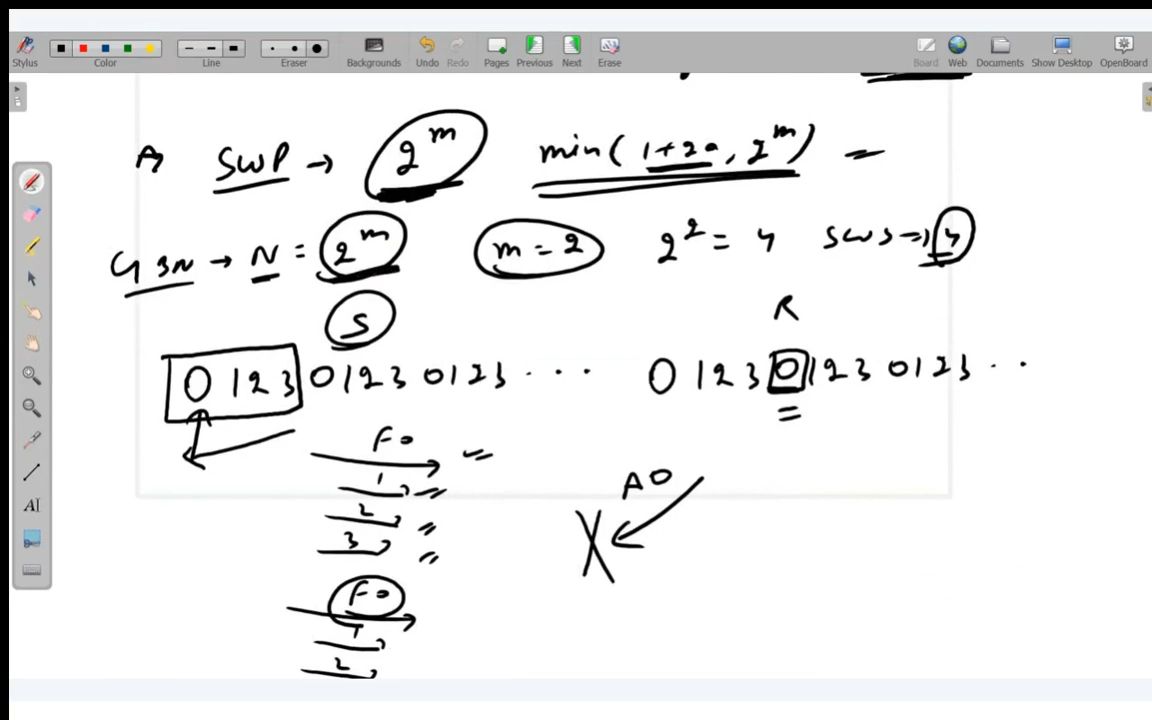 Stylus Color Line Eraser Backgrounds Undo Redo Pages Previous Next Erase Board Web Documents Show Desktop OpenBoard
SWP → 2^m min(1+2a, 2^m)
GBN → N = 2^m m = 2 2^2 = 4 SWS → 4
S R
0 1 2 3 0 1 2 3 0 1 2 3 ... 0 1 2 3 0 1 2 3 0 1 2 3 ..
F0
1
2
3
A0
F0
1
2